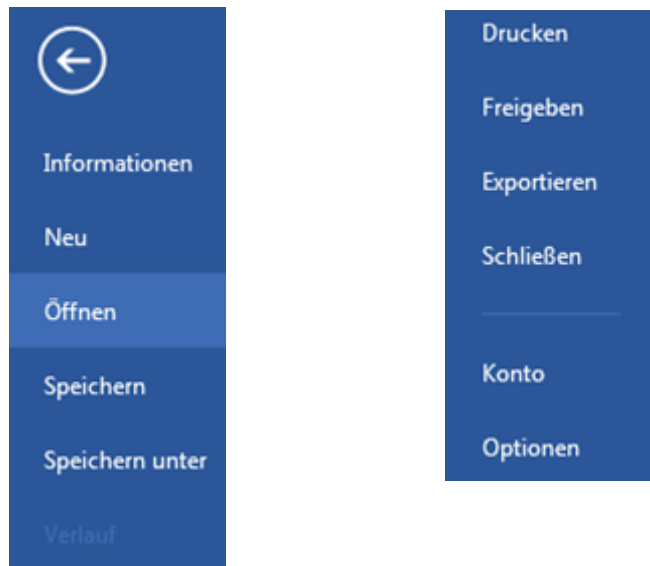 Informationen
Neu
Öffnen
Speichern
Speichern unter
Verlauf
Drucken
Freigeben
Exportieren
Schließen
Konto
Optionen